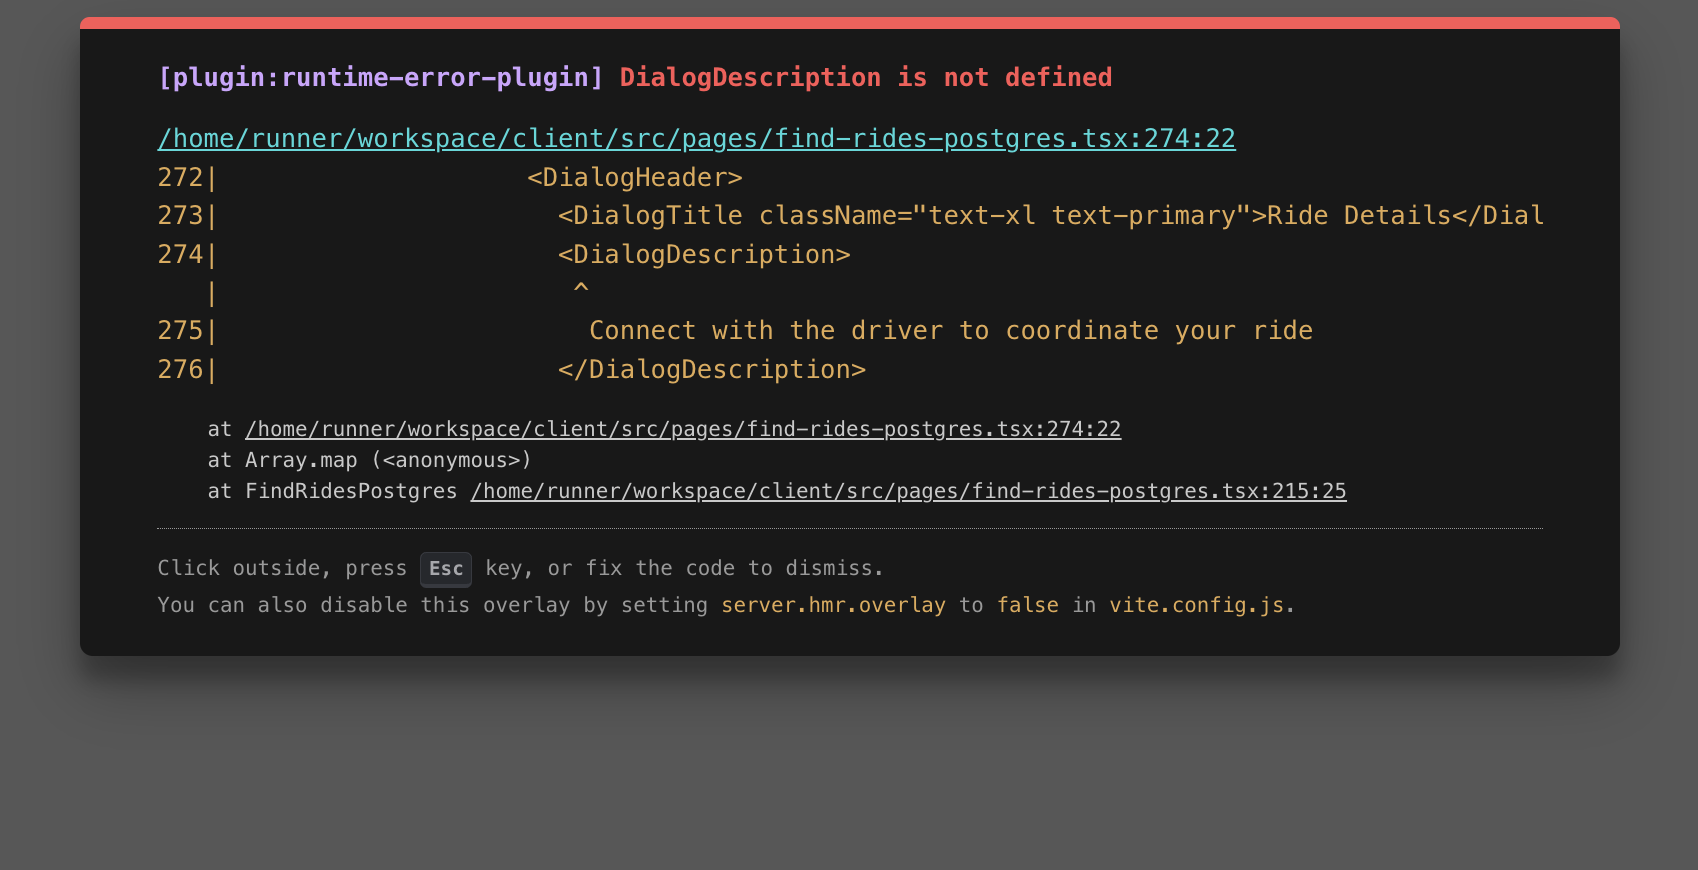 [plugin:runtime-error-plugin] DialogDescription is not defined
/home/runner/workspace/client/src/pages/find-rides-postgres.tsx:274:22
272|                    <DialogHeader>
273|                      <DialogTitle className="text-xl text-primary">Ride Details</Dial
274|                      <DialogDescription>
   |                       ^
275|                        Connect with the driver to coordinate your ride
276|                      </DialogDescription>
    at /home/runner/workspace/client/src/pages/find-rides-postgres.tsx:274:22
    at Array.map (<anonymous>)
    at FindRidesPostgres /home/runner/workspace/client/src/pages/find-rides-postgres.tsx:215:25
Click outside, press Esc key, or fix the code to dismiss.
You can also disable this overlay by setting server.hmr.overlay to false in vite.config.js.